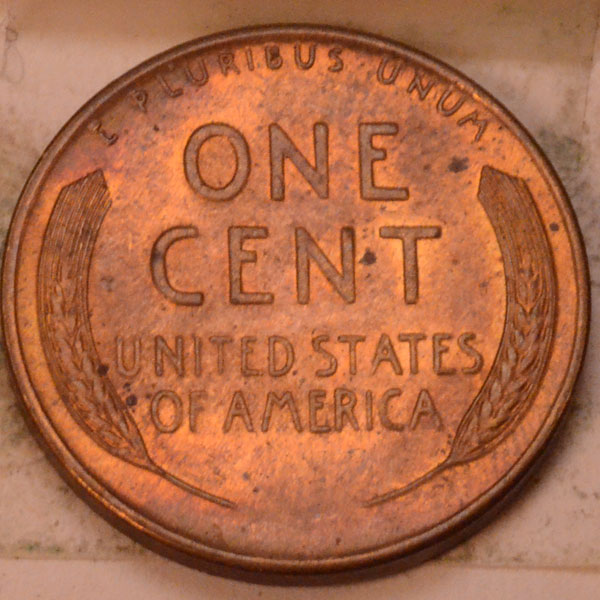 E PLURIBUS UNUM
ONE
CENT
UNITED STATES
OF AMERICA